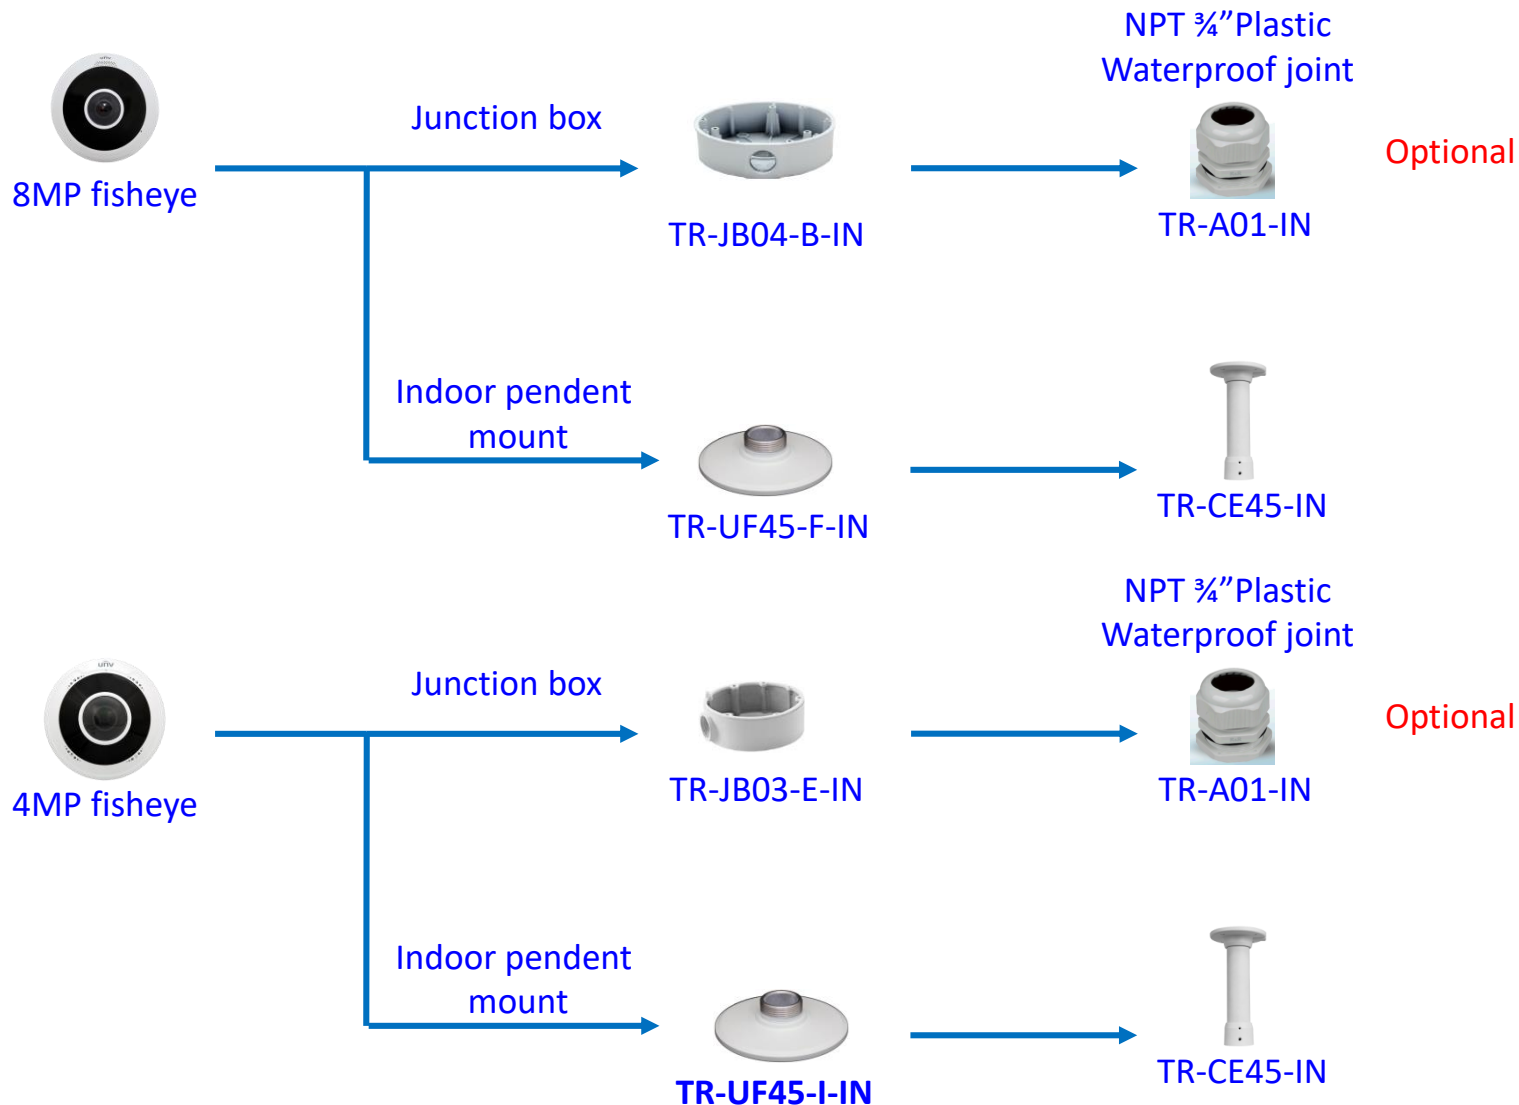 NPT ¾”Plastic
Waterproof joint
Junction box
Optional
8MP fisheye
TR-JB04-B-IN
TR-A01-IN
Indoor pendent
mount
TR-UF45-F-IN
TR-CE45-IN
NPT ¾”Plastic
Waterproof joint
unv
Junction box
Optional
4MP fisheye
TR-JB03-E-IN
TR-A01-IN
Indoor pendent
mount
TR-UF45-I-IN
TR-CE45-IN